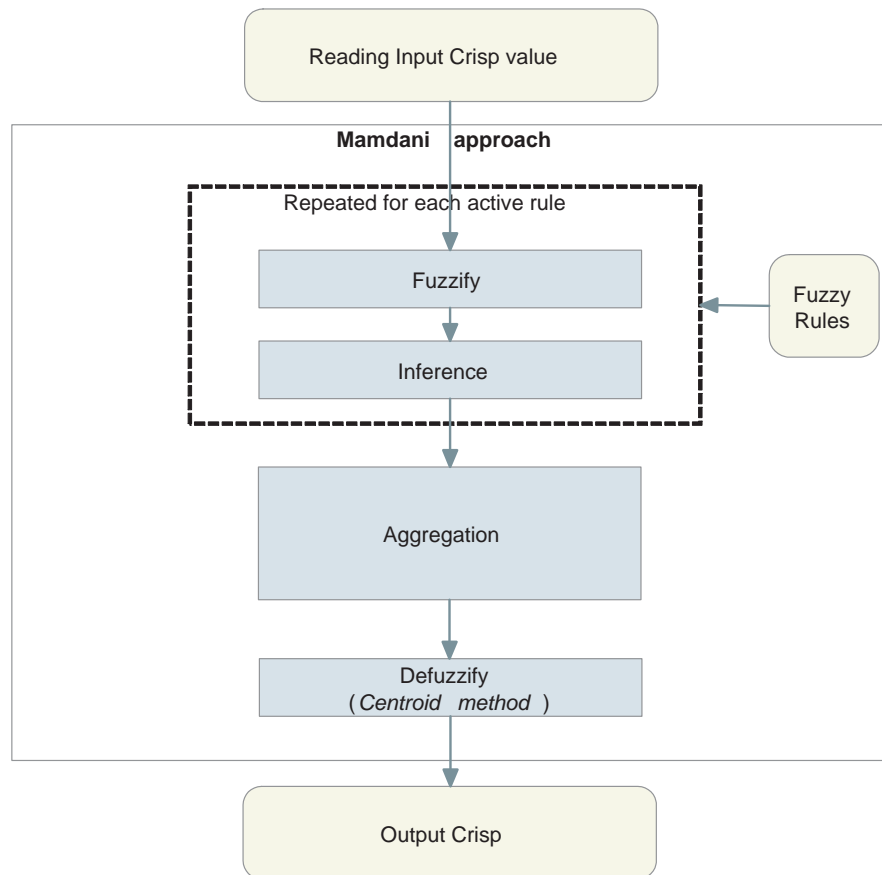 Reading Input Crisp value
Mamdani approach
Repeated for each active rule
Fuzzify
Fuzzy
Rules
Inference
Aggregation
Defuzzify
(Centroid method )
Output Crisp